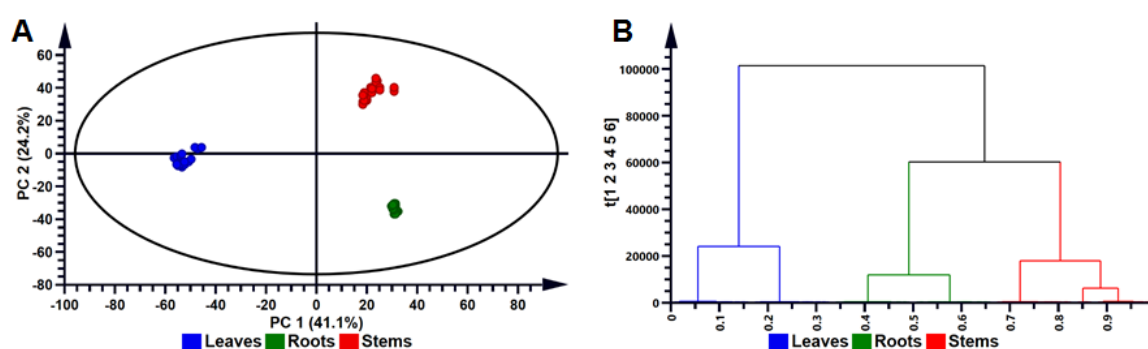 A
60
40
20
0
-20
-40
-60
-80
PC 2 (24.2%)
-100 -80 -60 -40 -20 0 20 40 60 80
PC 1 (41.1%)
Leaves Roots Stems
B
100000
80000
60000
40000
20000
0
t[1 2 3 4 5 6]
0 0.1 0.2 0.3 0.4 0.5 0.6 0.7 0.8 0.9
Leaves Roots Stems